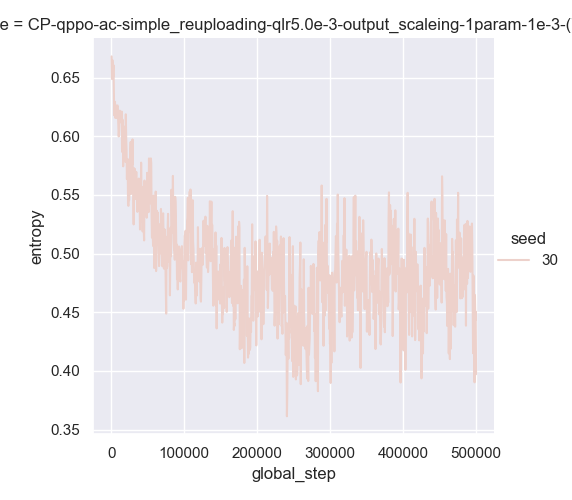 e = CP-qppo-ac-simple_reuploading-qlr5.0e-3-output_scaleing-1param-1e-3-(
0.65
0.60
0.55
0.50
0.45
0.40
0.35
entropy
0 100000 200000 300000 400000 500000
global_step
seed
30